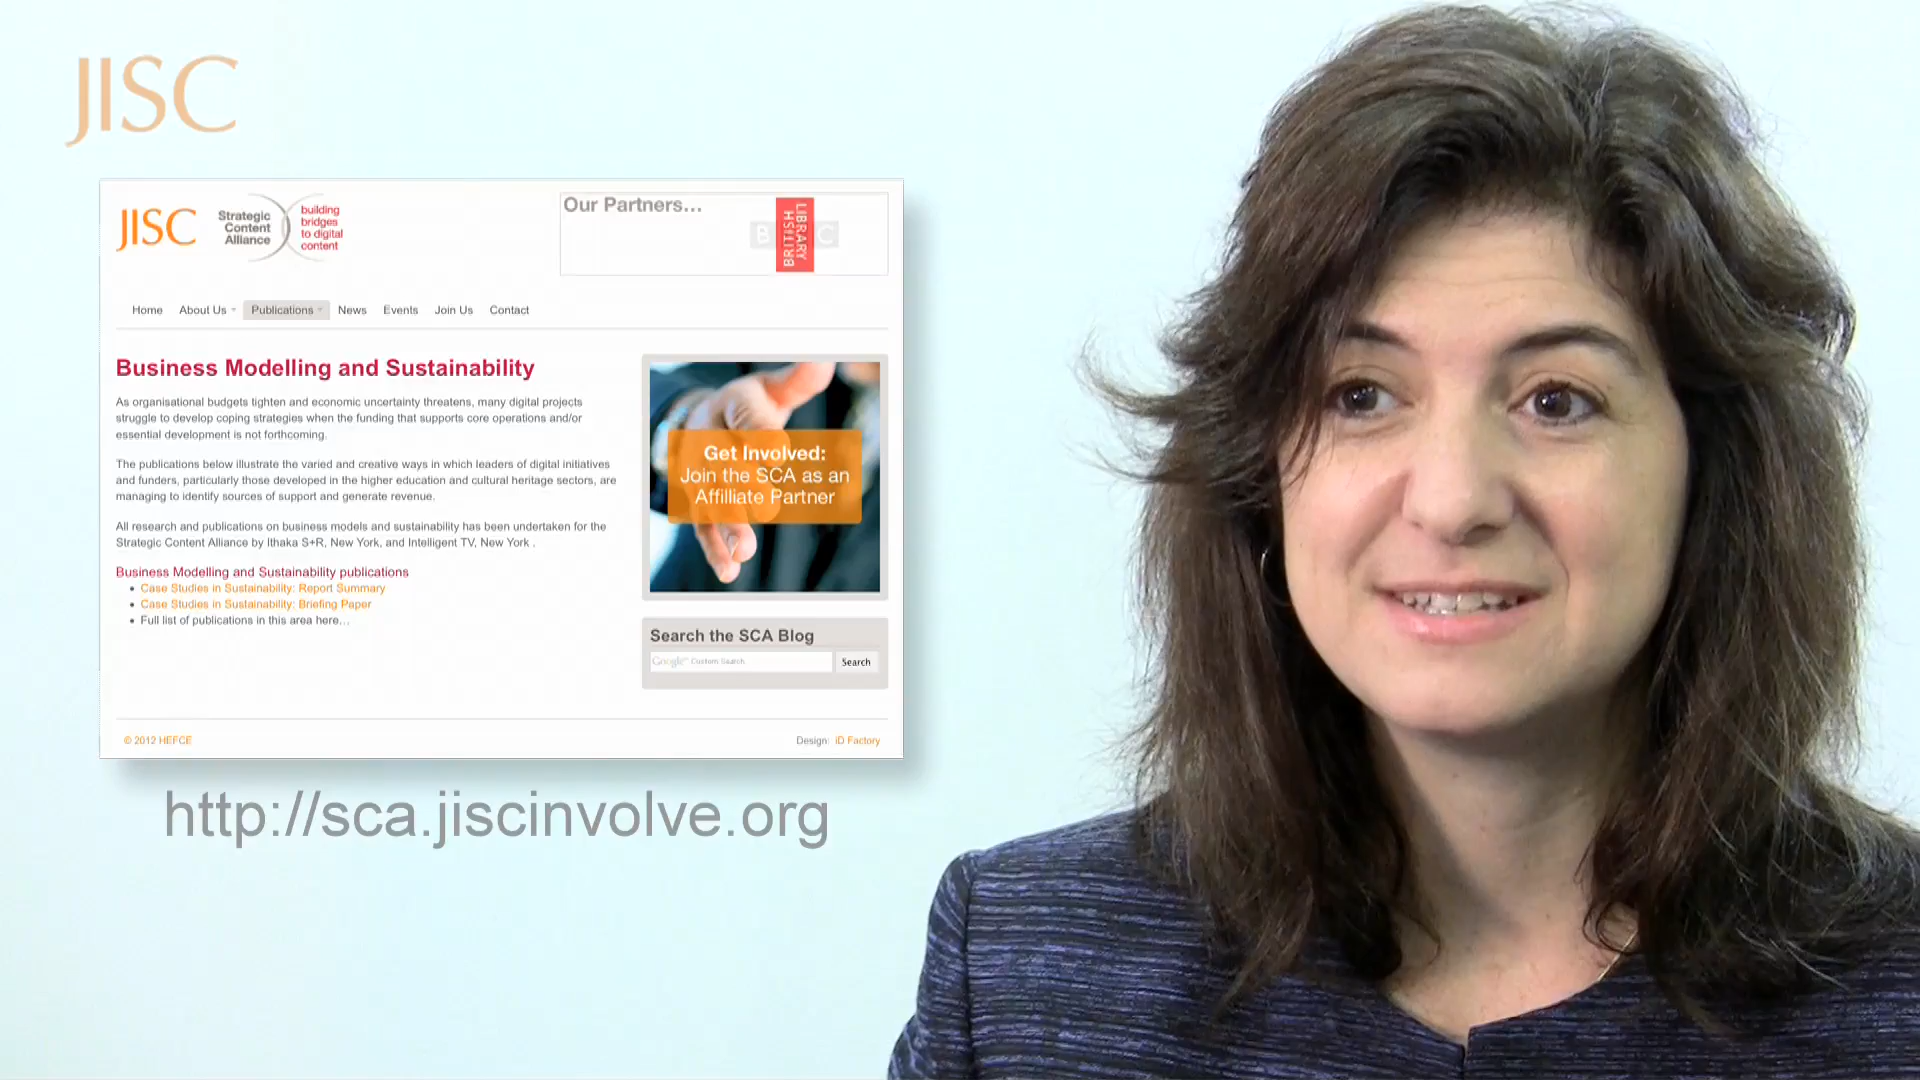 JISC
JISC
Strategic
Content
Alliance
building
bridges
to digital
content
Our Partners...
B C
BRITISH
LIBRARY
Home About Us Publications News Events Join Us Contact
Business Modelling and Sustainability
As organisational budgets tighten and economic uncertainty threatens, many digital projects
struggle to develop coping strategies when the funding that supports core operations and/or
essential development is not forthcoming.
The publications below illustrate the varied and creative ways in which leaders of digital initiatives
and funders, particularly those developed in the higher education and cultural heritage sectors, are
managing to identify sources of support and generate revenue.
All research and publications on business models and sustainability has been undertaken for the
Strategic Content Alliance by Ithaka S+R, New York, and Intelligent TV, New York .
Business Modelling and Sustainability publications
Case Studies in Sustainability: Report Summary
Case Studies in Sustainability: Briefing Paper
Full list of publications in this area here...
Get Involved:
Join the SCA as an
Affilliate Partner
Search the SCA Blog
Google™ Custom Search Search
© 2012 HEFCE
Design: iD Factory
http://sca.jiscinvolve.org